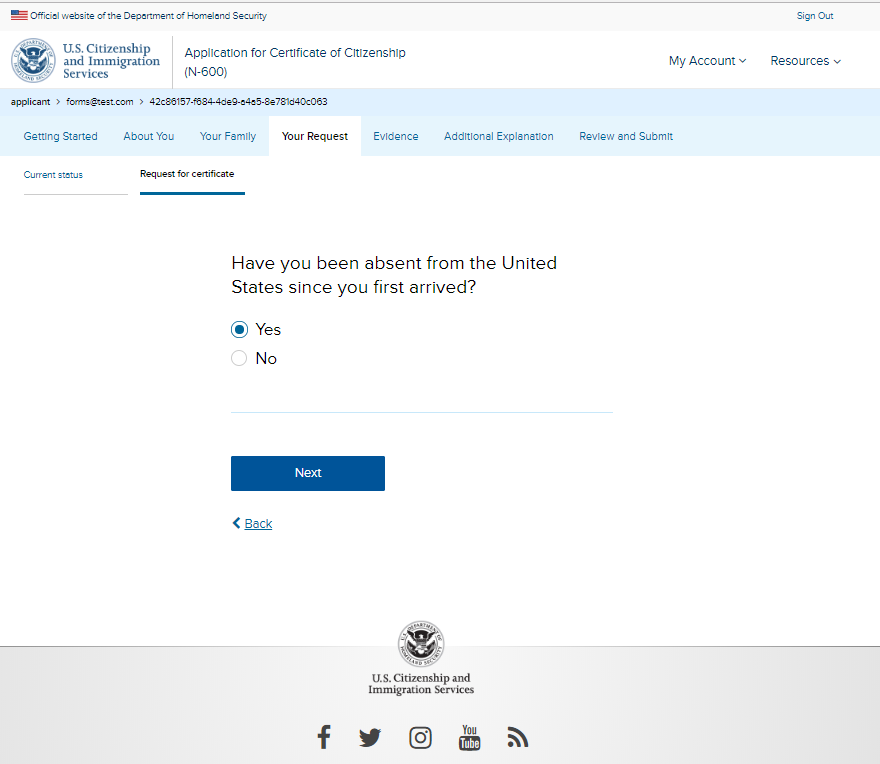 Official website of the Department of Homeland Security
Sign Out
U.S. Citizenship
and Immigration
Services
Application for Certificate of Citizenship
(N-600)
My Account
Resources
applicant > forms@test.com > 42c86157-f684-4de9-a4a5-8e781d40c063
Getting Started About You Your Family Your Request Evidence Additional Explanation Review and Submit
Current status Request for certificate
Have you been absent from the United
States since you first arrived?
Yes
No
Next
Back
U.S. Citizenship and
Immigration Services
You
Tube